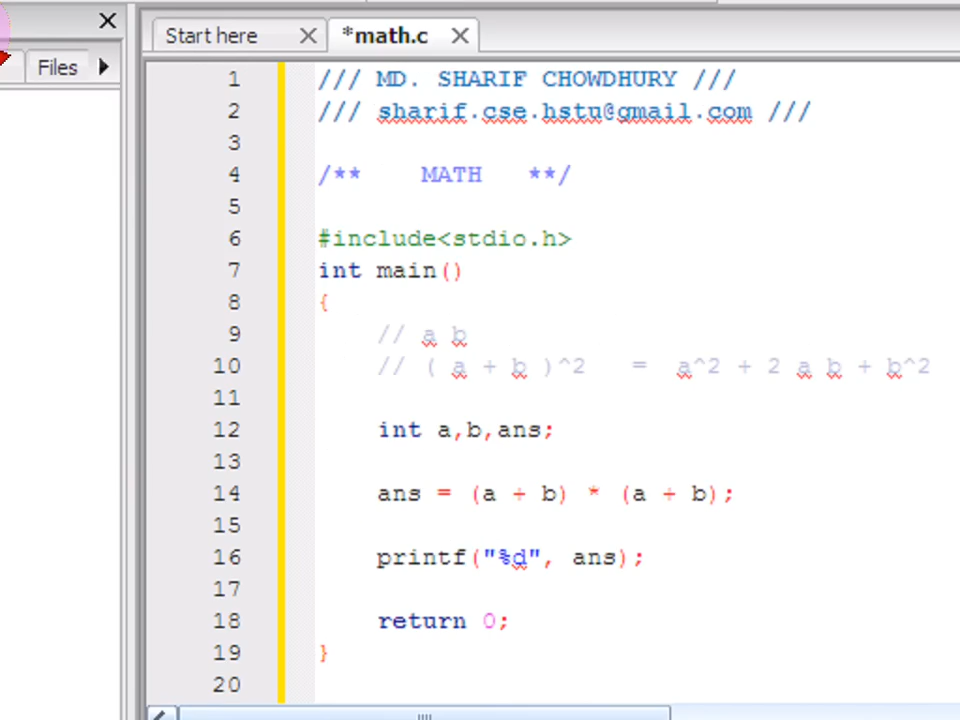 Start here
*math.c
Files
1 /// MD. SHARIF CHOWDHURY ///
2 /// sharif.cse.hstu@gmail.com ///
3
4 /** MATH **/
5
6 #include<stdio.h>
7 int main()
8 {
9 // a b
10 // ( a + b )^2 = a^2 + 2 a b + b^2
11
12 int a,b,ans;
13
14 ans = (a + b) * (a + b);
15
16 printf("%d", ans);
17
18 return 0;
19 }
20